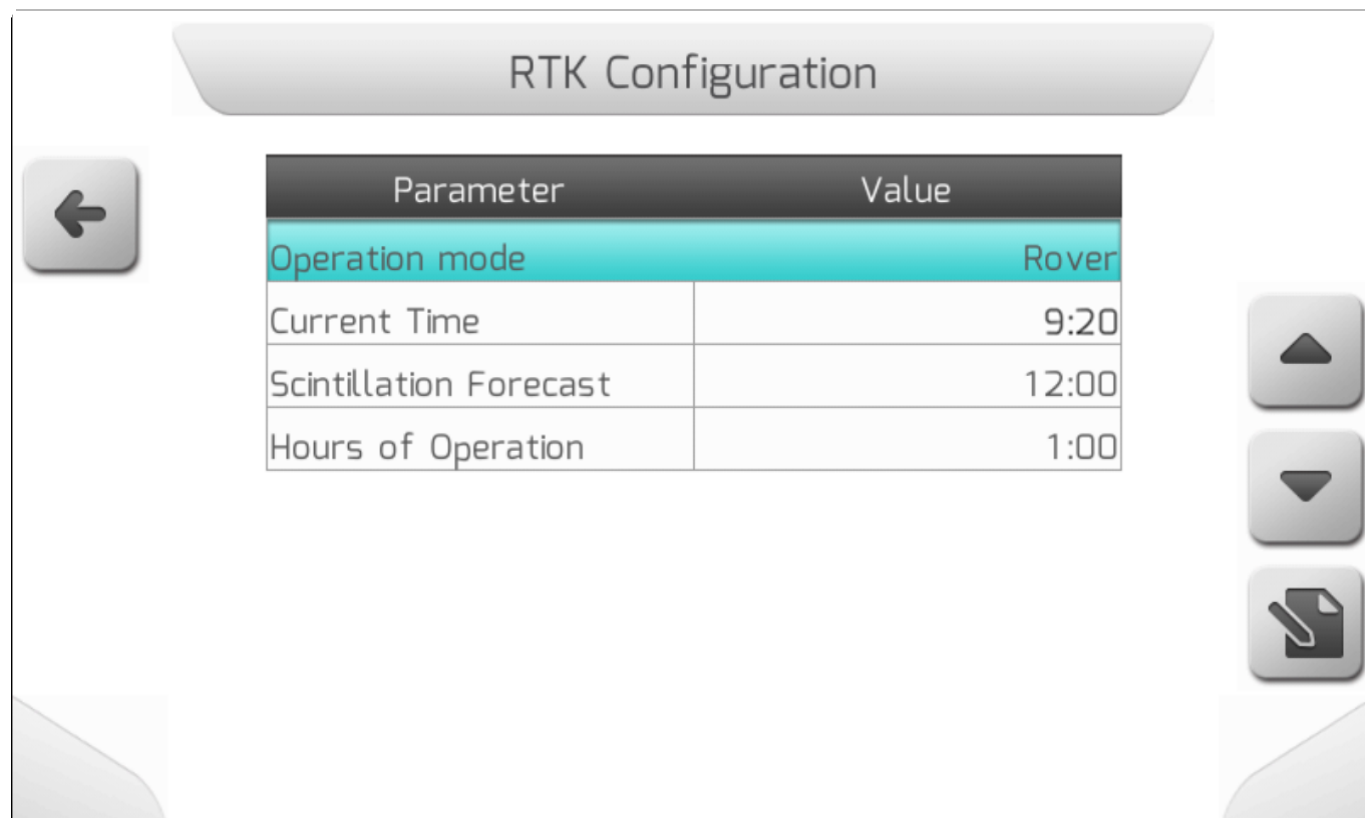 RTK Configuration
Parameter Value
Operation mode Rover
Current Time 9:20
Scintillation Forecast 12:00
Hours of Operation 1:00